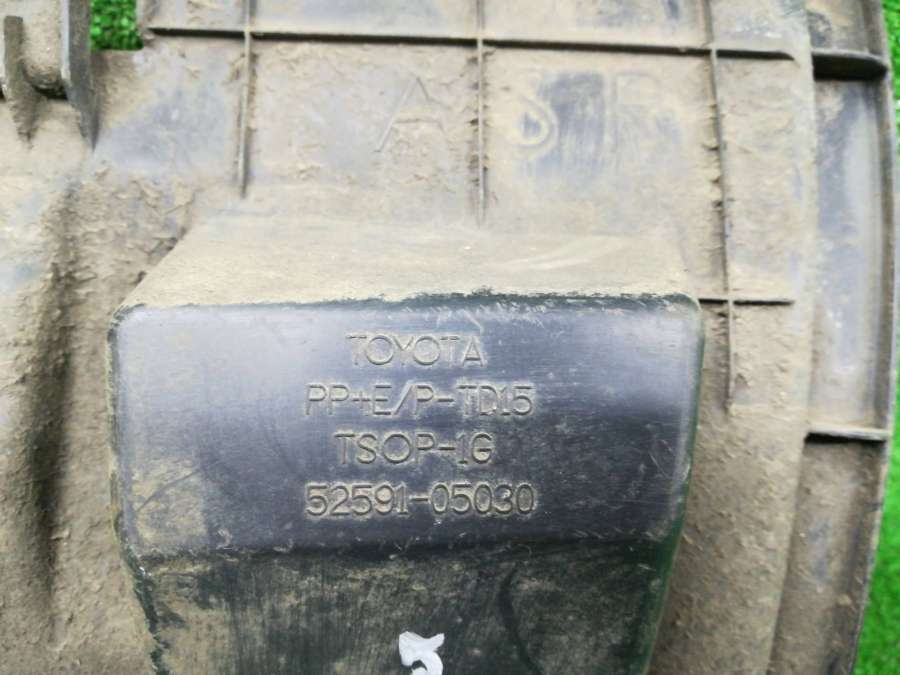 TOYOTA
PP+E/P-TD15
TSOP-1G
52591-05030